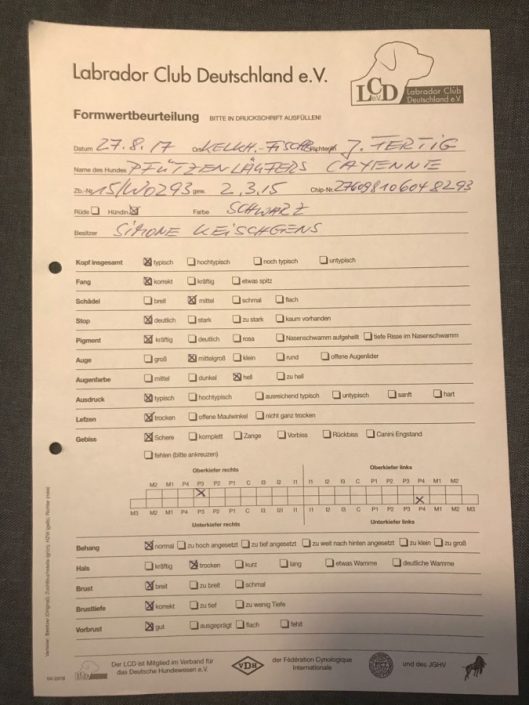 Labrador Club Deutschland e.V.
LCD e.V. Labrador Club Deutschland e.V.
Formwertbeurteilung BITTE IN DRUCKSCHRIFT AUSFÜLLEN!
Datum 27.8.17 Ort KELKH.-FISCHB. Richter/in J. FERTIG
Name des Hundes PFÜTZENLÄUFERS CAYENNE
Zb.-Nr. 15/W0293 gew. 2.3.15 Chip-Nr. 276098106048293
Rüde Hündin Farbe SCHWARZ
Besitzer SIMONE
Kopf insgesamt typisch hochtypisch noch typisch untypisch
Fang korrekt kräftig etwas spitz
Schädel breit mittel schmal flach
Stop deutlich stark zu stark kaum vorhanden
Pigment kräftig deutlich rosa Nasenschwamm aufgehellt tiefe Risse im Nasenschwamm
Auge groß mittelgroß klein rund offene Augenlider
Augenfarbe mittel dunkel hell zu hell
Ausdruck typisch hochtypisch ausreichend typisch untypisch sanft hart
Lefzen trocken offene Maulwinkel nicht ganz trocken
Gebiss Schere komplett Zange Vorbiss Rückbiss Canini Engstand
fehlen (bitte ankreuzen)
Oberkiefer rechts Oberkiefer links
M2 M1 P4 P3 P2 P1 C I3 I2 I1 I1 I2 I3 C P1 P2 P3 P4 M1 M2
M3 M2 M1 P4 P3 P2 P1 C I3 I2 I1 I1 I2 I3 C P1 P2 P3 P4 M1 M2 M3
Unterkiefer rechts Unterkiefer links
Behang normal zu hoch angesetzt zu tief angesetzt zu weit nach hinten angesetzt zu klein zu groß
Hals kräftig trocken kurz lang etwas Wamme deutliche Wamme
Brust breit zu breit schmal
Brusttiefe korrekt zu tief zu wenig Tiefe
Vorbrust gut ausgeprägt flach fehlt
Der LCD ist Mitglied im Verband für das Deutsche Hundewesen e.V. VDH der Fédération Cynologique Internationale FCI und des JGHV